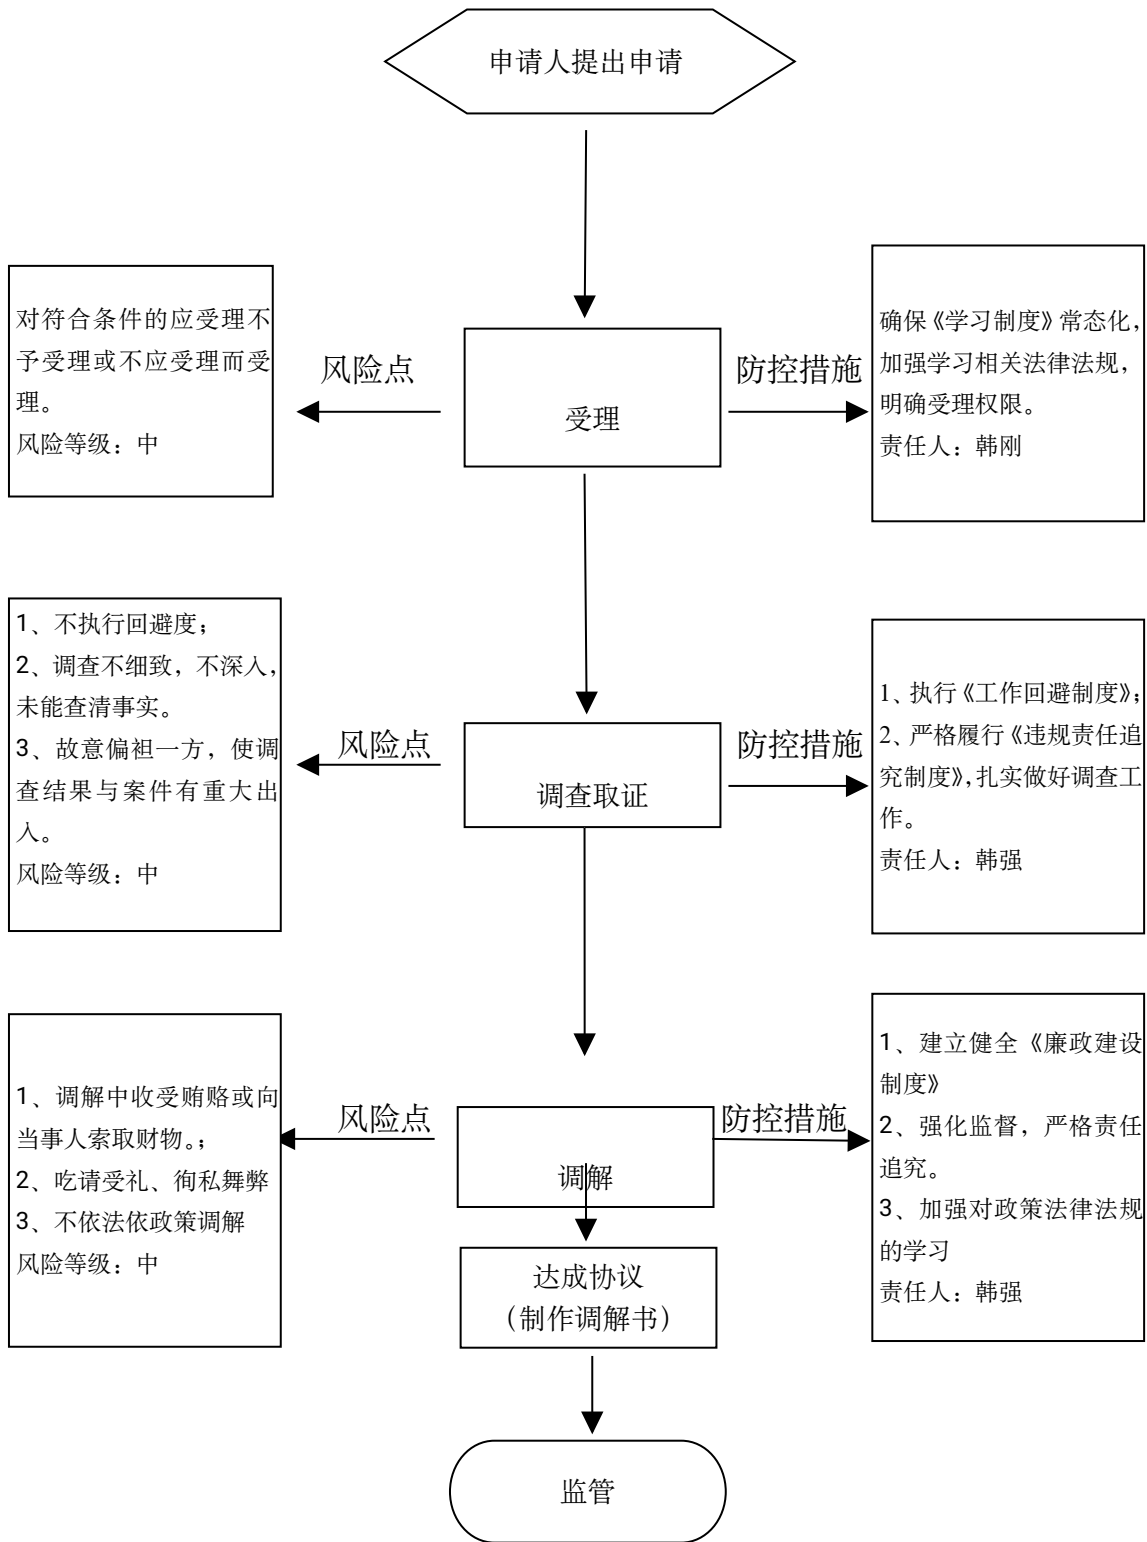 申请人提出申请
对符合条件的应受理不
予受理或不应受理而受
理。
风险等级：中
风险点
受理
防控措施
确保《学习制度》常态化，
加强学习相关法律法规，
明确受理权限。
责任人：韩刚
1、不执行回避度；
2、调查不细致，不深入，
未能查清事实。
3、故意偏袒一方，使调
查结果与案件有重大出
入。
风险等级：中
风险点
调查取证
防控措施
1、执行《工作回避制度》；
2、严格履行《违规责任追
究制度》，扎实做好调查工
作。
责任人：韩强
1、调解中收受贿赂或向
当事人索取财物。；
2、吃请受礼、徇私舞弊
3、不依法依政策调解
风险等级：中
风险点
调解
防控措施
1、建立健全《廉政建设
制度》
2、强化监督，严格责任
追究。
3、加强对政策法律法规
的学习
责任人：韩强
达成协议
（制作调解书）
监管